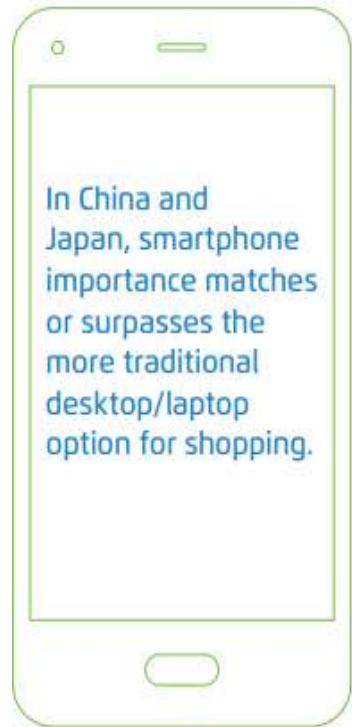 In China and
Japan, smartphone
importance matches
or surpasses the
more traditional
desktop/laptop
option for shopping.